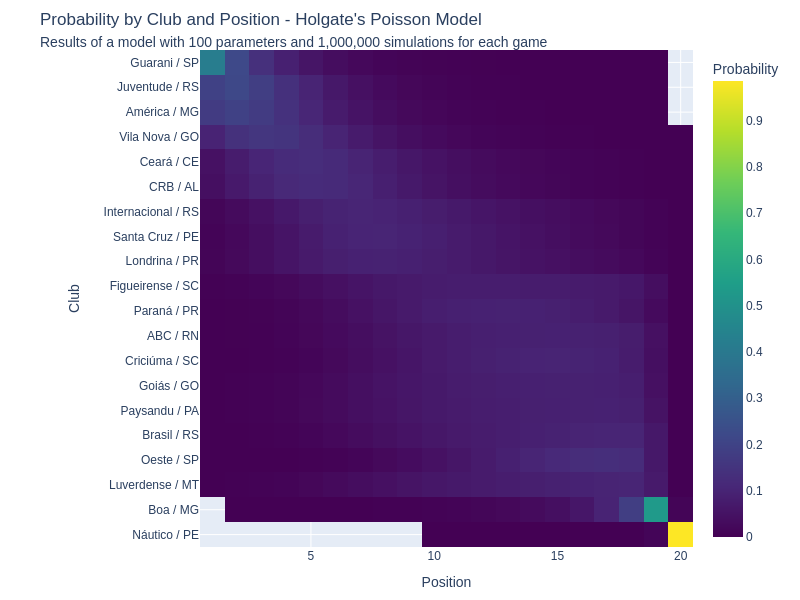 Probability by Club and Position - Holgate's Poisson Model
Results of a model with 100 parameters and 1,000,000 simulations for each game
Probability
Guarani / SP
Juventude / RS
América / MG
Vila Nova / GO
Ceará / CE
CRB / AL
Internacional / RS
Santa Cruz / PE
Londrina / PR
Figueirense / SC
Paraná / PR
ABC / RN
Criciúma / SC
Goiás / GO
Paysandu / PA
Brasil / RS
Oeste / SP
Luverdense / MT
Boa / MG
Náutico / PE
Club
5
10
15
20
Position
0.9
0.8
0.7
0.6
0.5
0.4
0.3
0.2
0.1
0